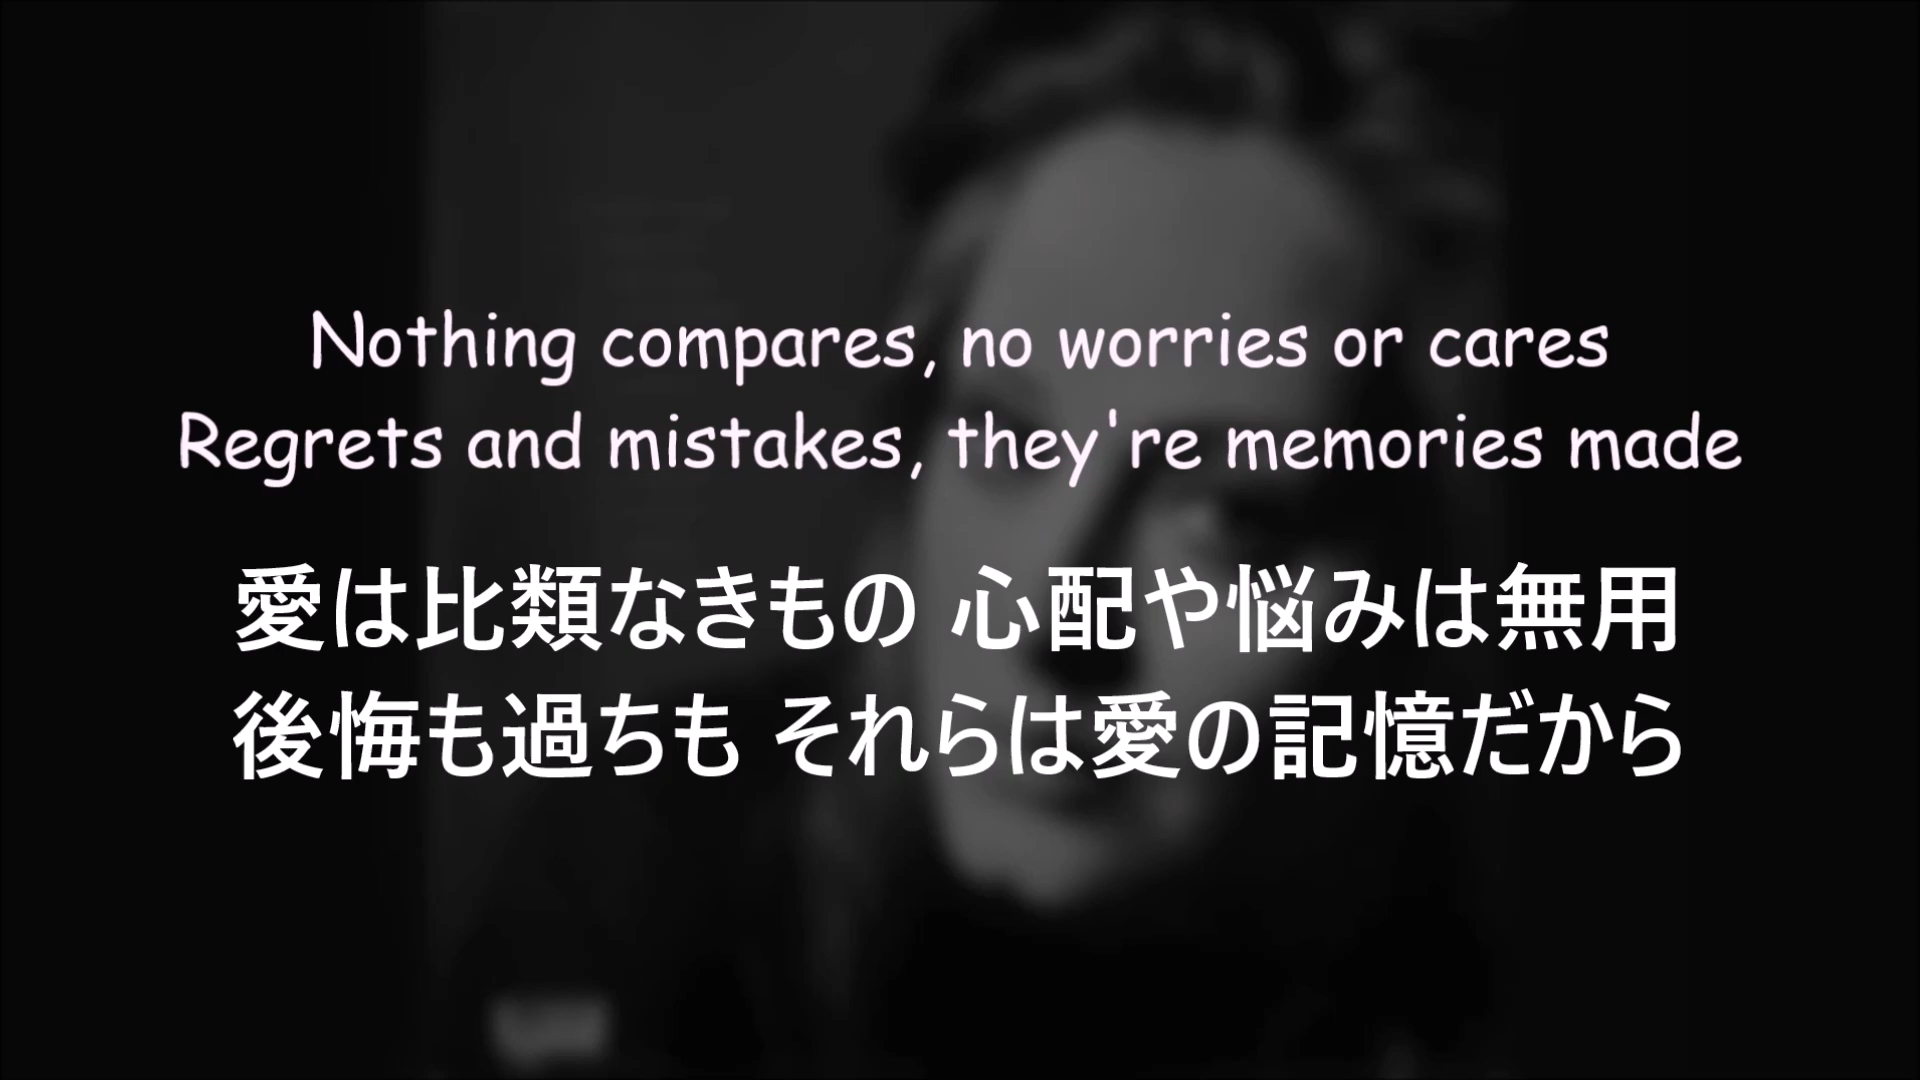 Nothing compares, no worries or cares
Regrets and mistakes, they're memories made
愛は比類なきもの 心配や悩みは無用
後悔も過ちも それらは愛の記憶だから